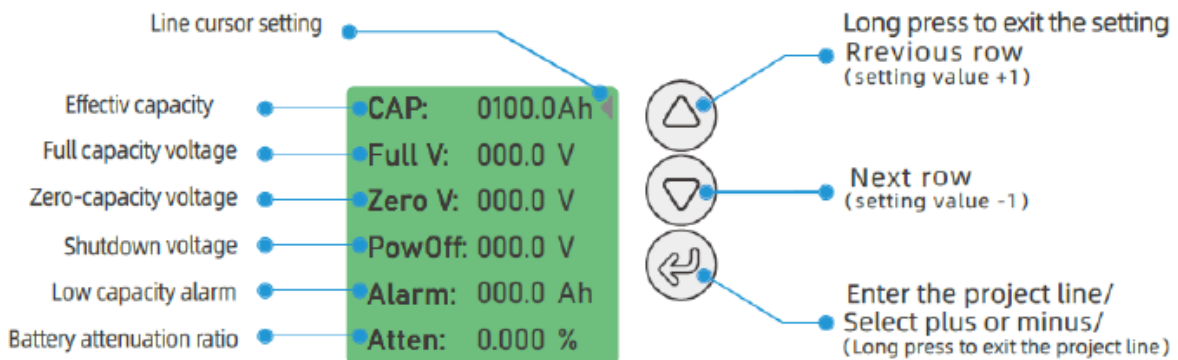 Line cursor setting
Effectiv capacity
Full capacity voltage
Zero-capacity voltage
Shutdown voltage
Low capacity alarm
Battery attenuation ratio
CAP: 0100.0Ah
Full V: 000.0 V
Zero V: 000.0 V
PowOff: 000.0 V
Alarm: 000.0 Ah
Atten: 0.000 %
Long press to exit the setting
Rrevious row
(setting value +1)
Next row
(setting value -1)
Enter the project line/
Select plus or minus/
(Long press to exit the project line)